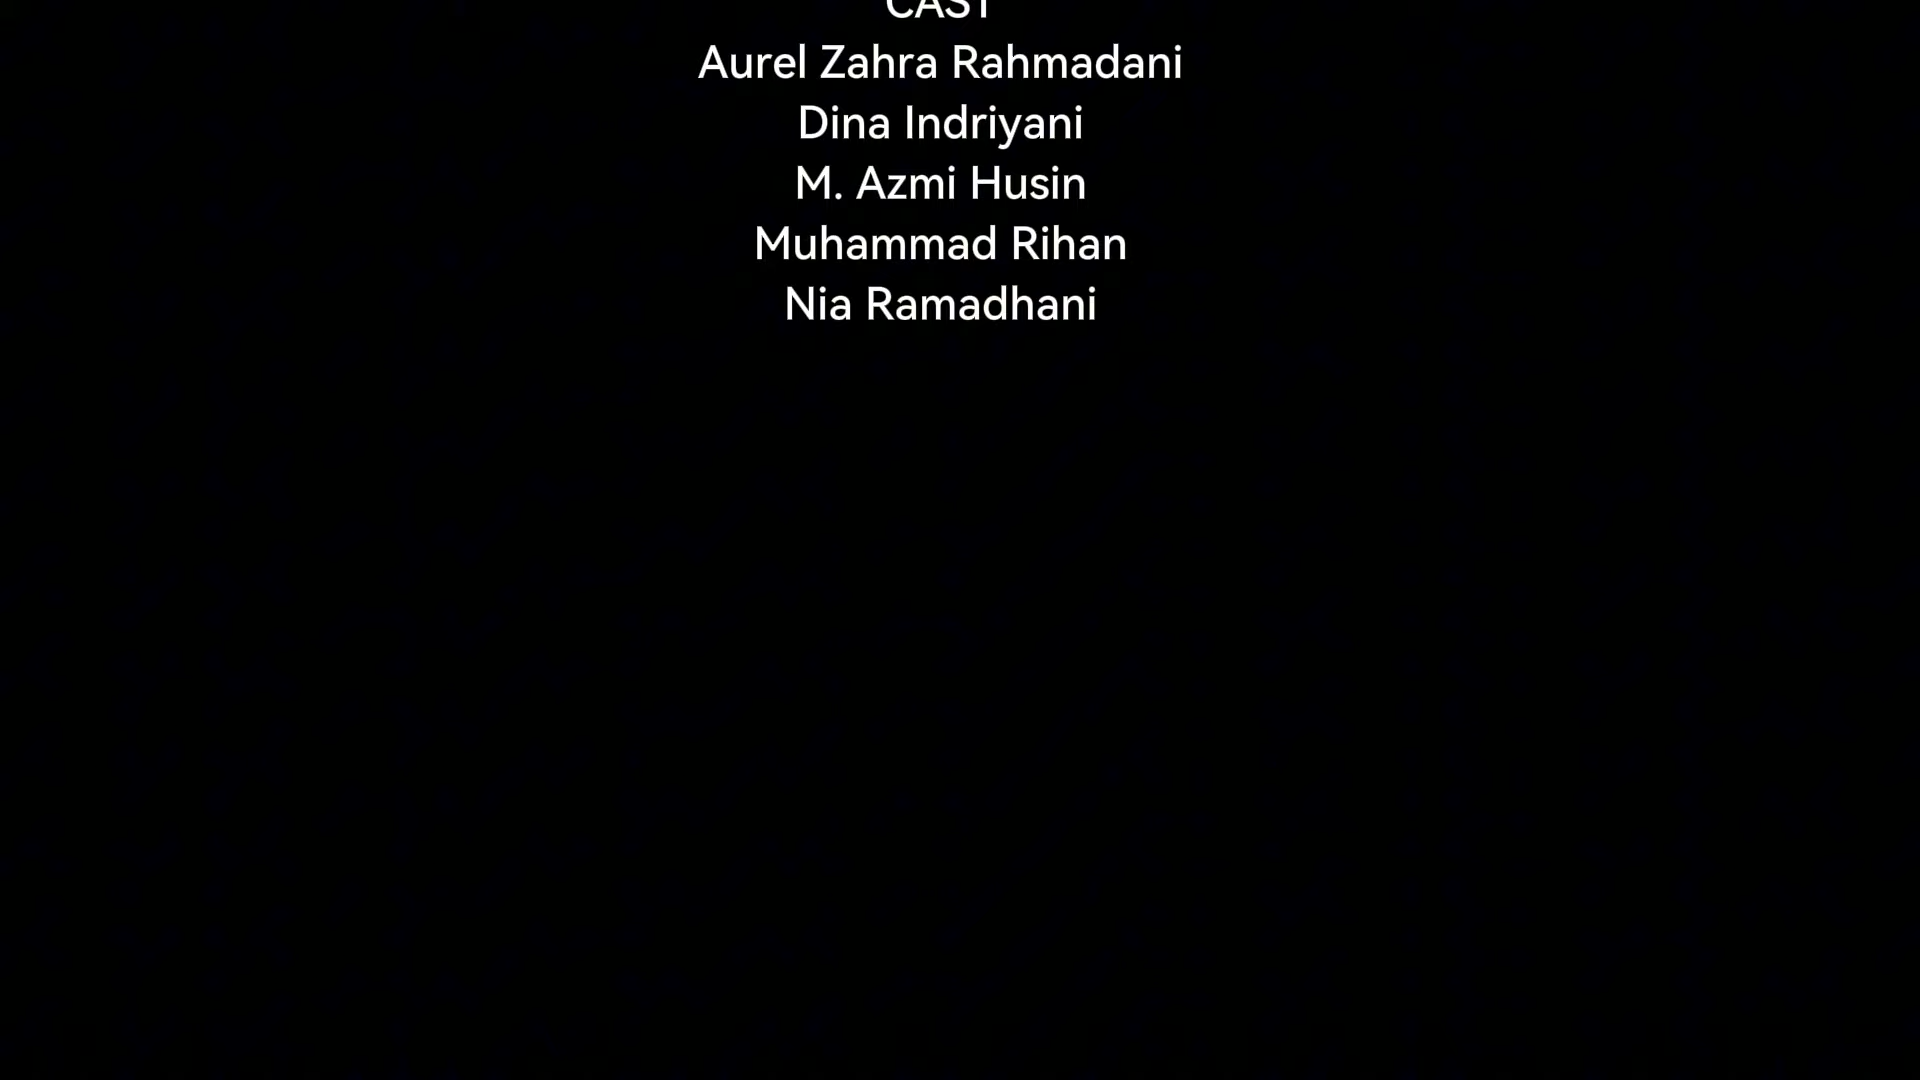 CAST
Aurel Zahra Rahmadani
Dina Indriyani
M. Azmi Husin
Muhammad Rihan
Nia Ramadhani